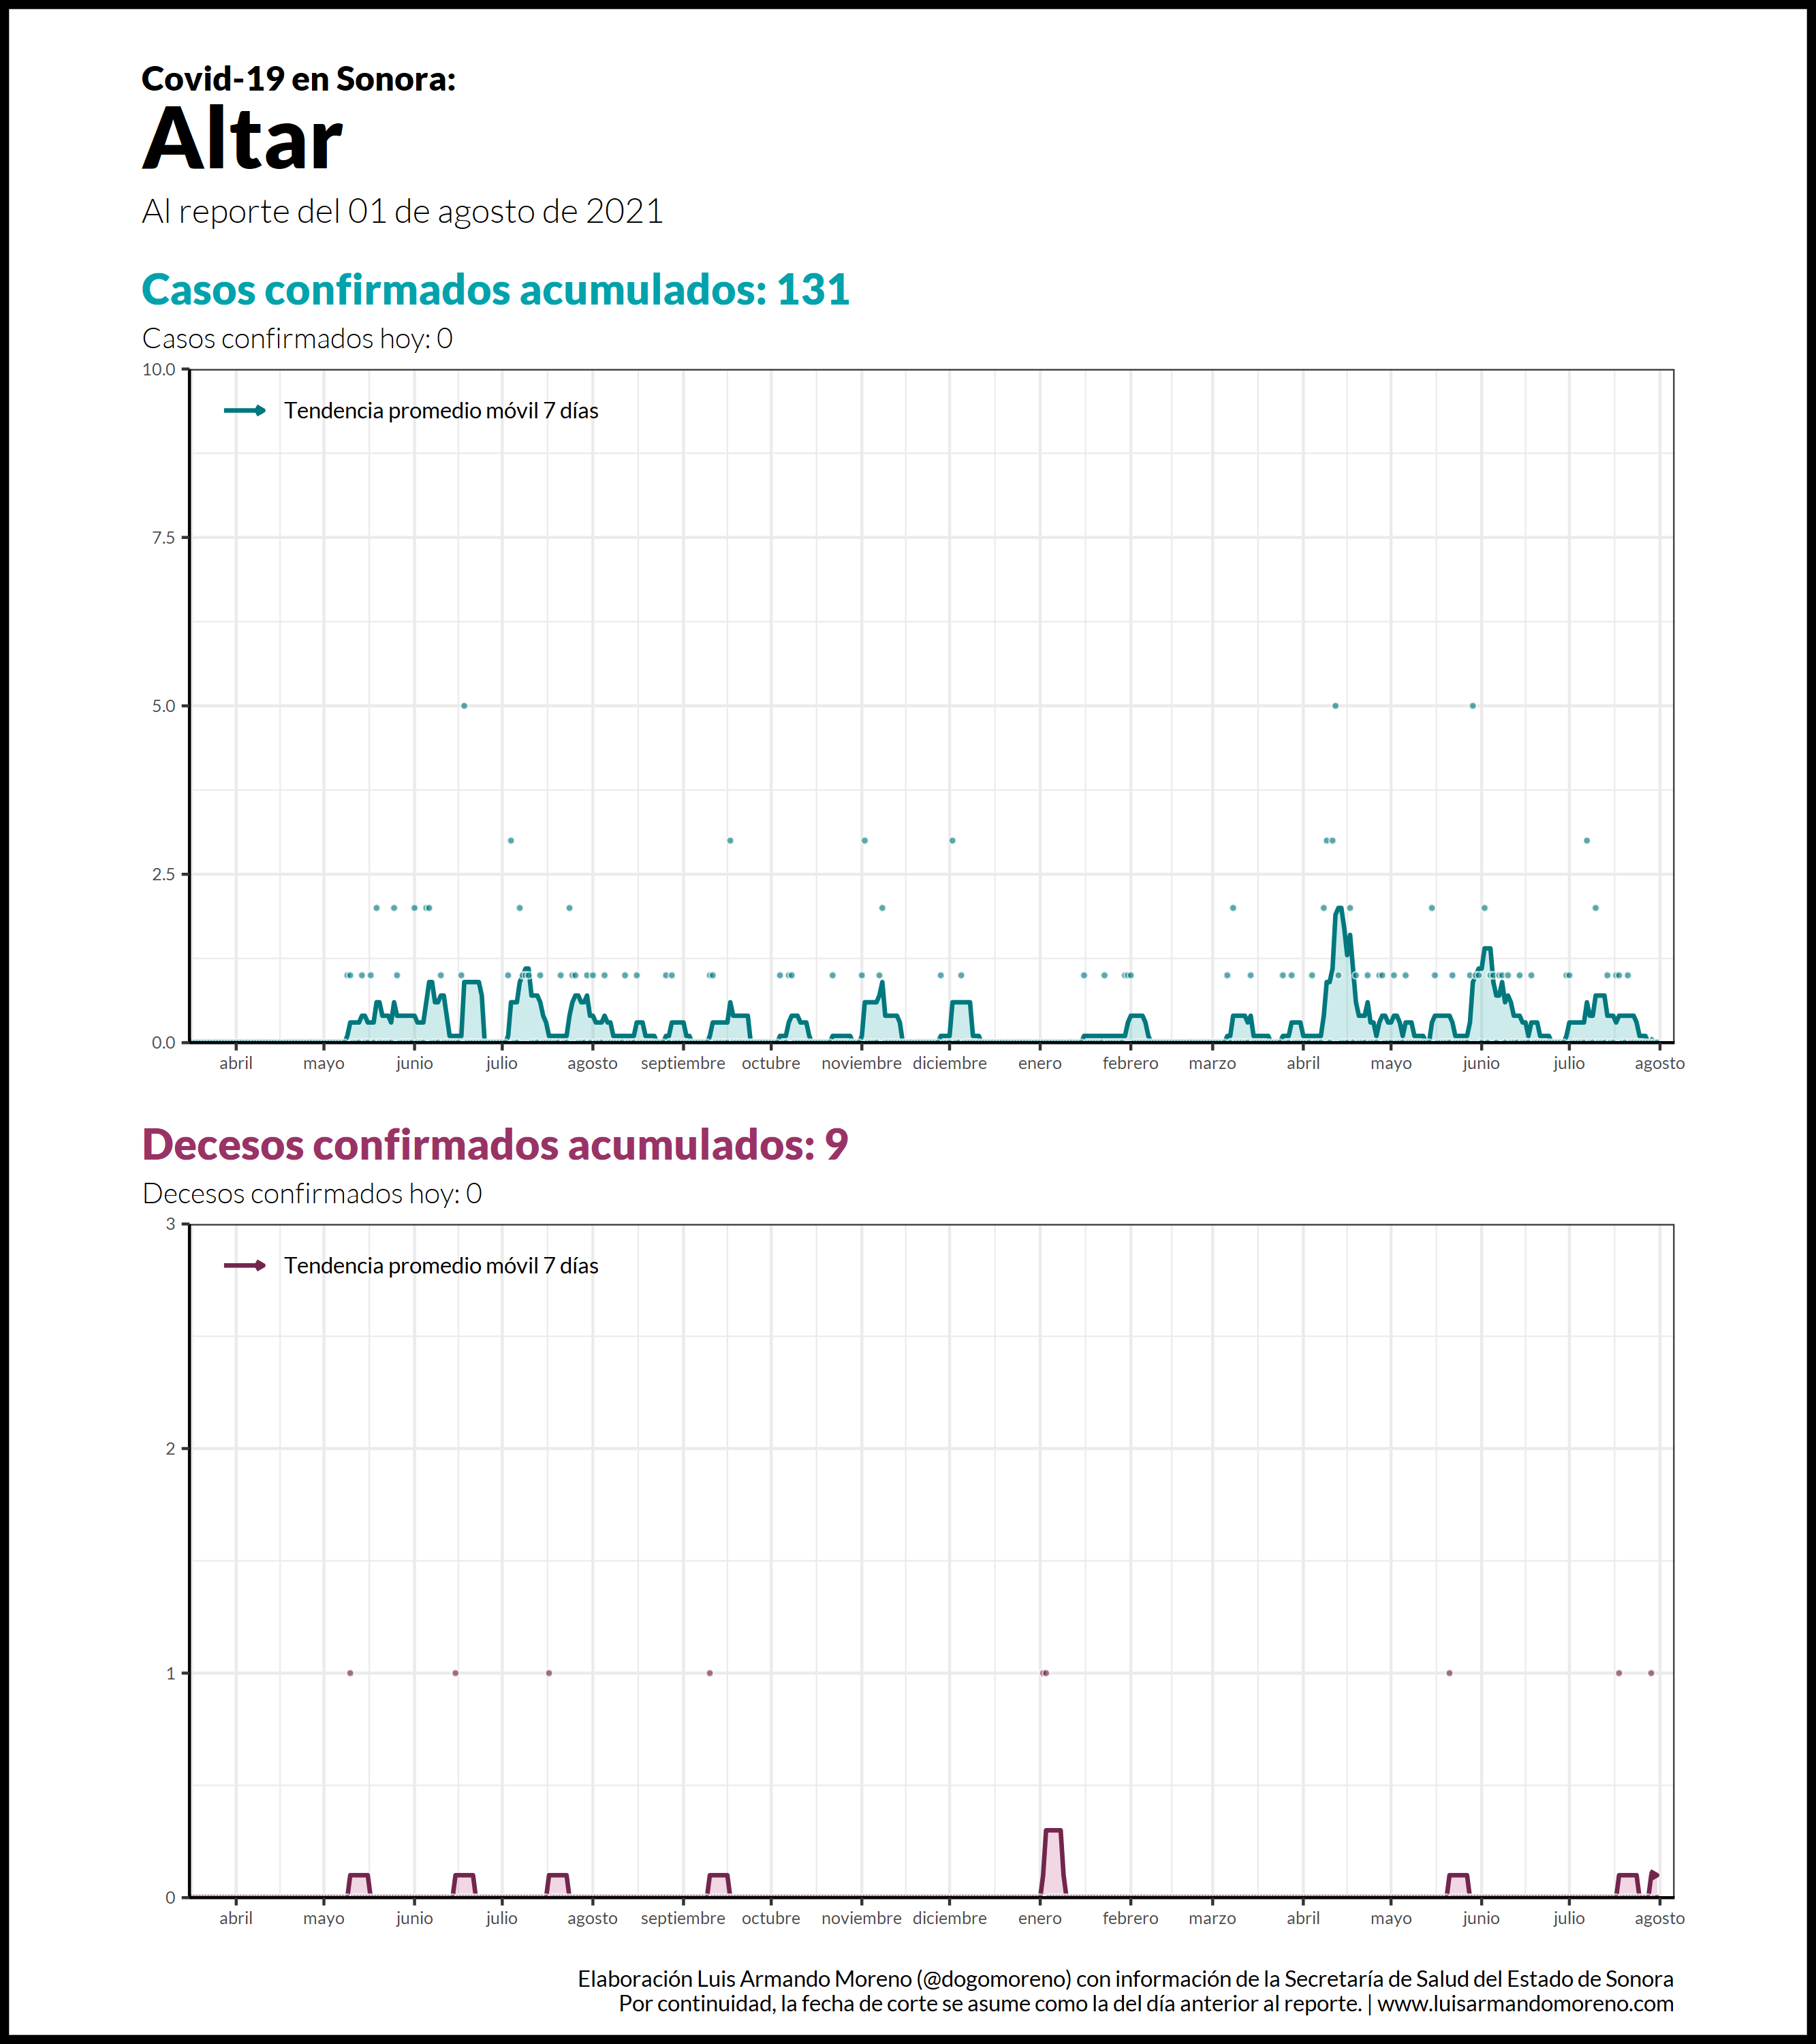 Covid-19 en Sonora:
Altar
Al reporte del 01 de agosto de 2021
Casos confirmados acumulados: 131
Casos confirmados hoy: 0
10.0
Tendencia promedio móvil 7 días
7.5
5.0
2.5
0.0
abril mayo junio julio agosto septiembre octubre noviembre diciembre enero febrero marzo abril mayo junio julio agosto
Decesos confirmados acumulados: 9
Decesos confirmados hoy: 0
3
Tendencia promedio móvil 7 días
2
1
0
abril mayo junio julio agosto septiembre octubre noviembre diciembre enero febrero marzo abril mayo junio julio agosto
Elaboración Luis Armando Moreno (@dogomoreno) con información de la Secretaría de Salud del Estado de Sonora
Por continuidad, la fecha de corte se asume como la del día anterior al reporte. | www.luisarmandomoreno.com